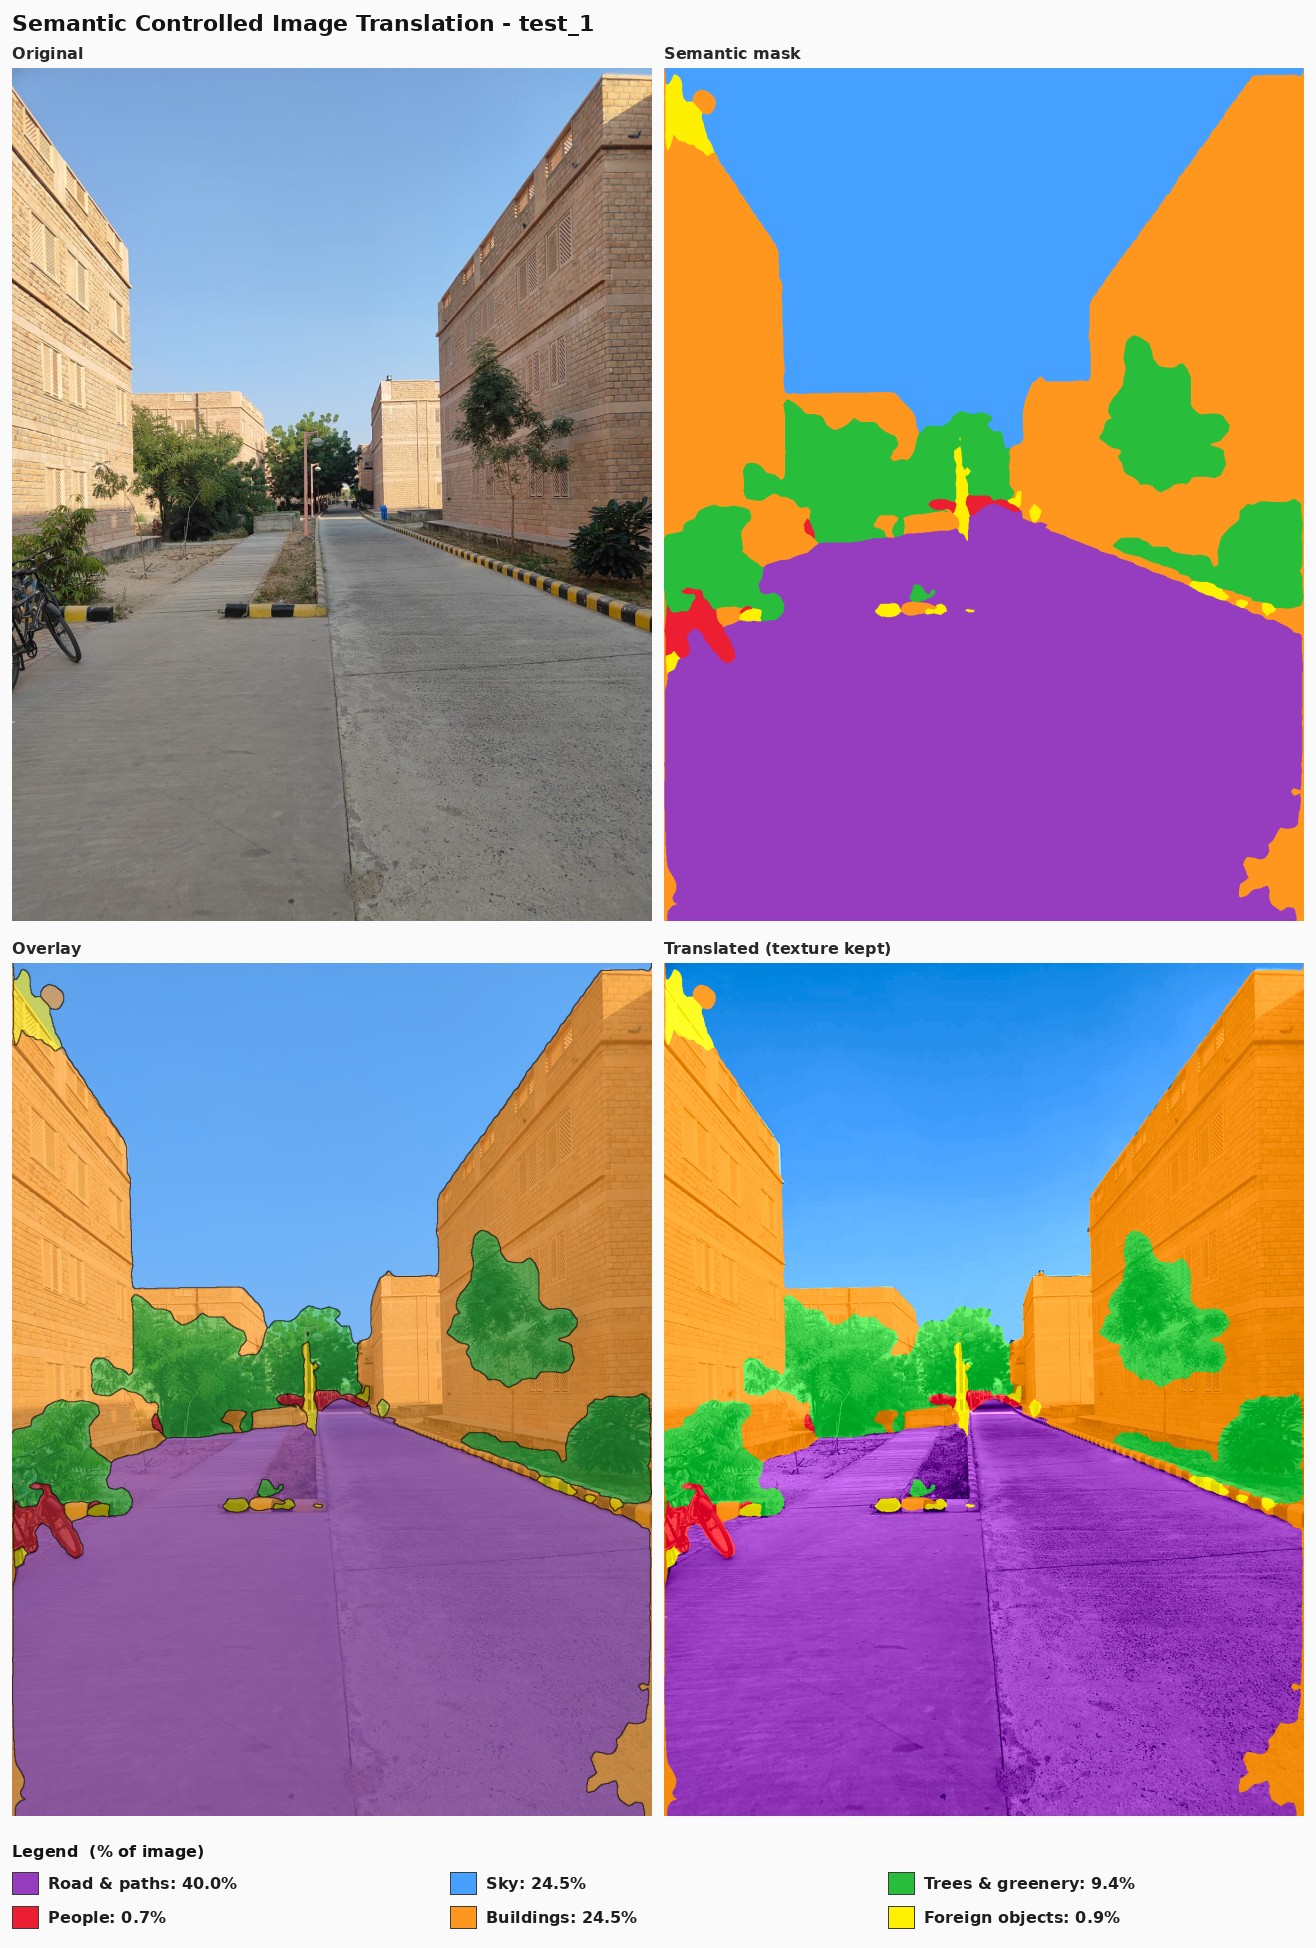 Semantic Controlled Image Translation - test_1
Original
Semantic mask
Overlay
Translated (texture kept)
Legend  (% of image)
Road & paths: 40.0%
Sky: 24.5%
Trees & greenery: 9.4%
People: 0.7%
Buildings: 24.5%
Foreign objects: 0.9%